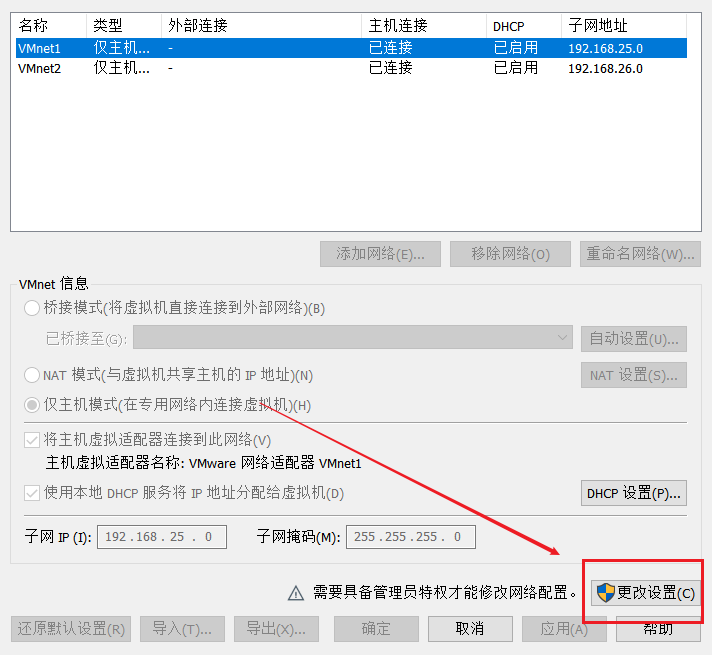 名称 类型 外部连接 主机连接 DHCP 子网地址
VMnet1 仅主机... - 已连接 已启用 192.168.25.0
VMnet2 仅主机... - 已连接 已启用 192.168.26.0
添加网络(E)... 移除网络(O) 重命名网络(W)...
VMnet 信息
桥接模式(将虚拟机直接连接到外部网络)(B)
已桥接至(G): 自动设置(U)...
NAT 模式(与虚拟机共享主机的 IP 地址)(N) NAT 设置(S)...
仅主机模式(在专用网络内连接虚拟机)(H)
将主机虚拟适配器连接到此网络(V)
主机虚拟适配器名称: VMware 网络适配器 VMnet1
使用本地 DHCP 服务将 IP 地址分配给虚拟机(D) DHCP 设置(P)...
子网 IP (I): 192.168.25.0 子网掩码(M): 255.255.255.0
需要具备管理员特权才能修改网络配置。 更改设置(C)
还原默认设置(R) 导入(T)... 导出(X)... 确定 取消 应用(A) 帮助